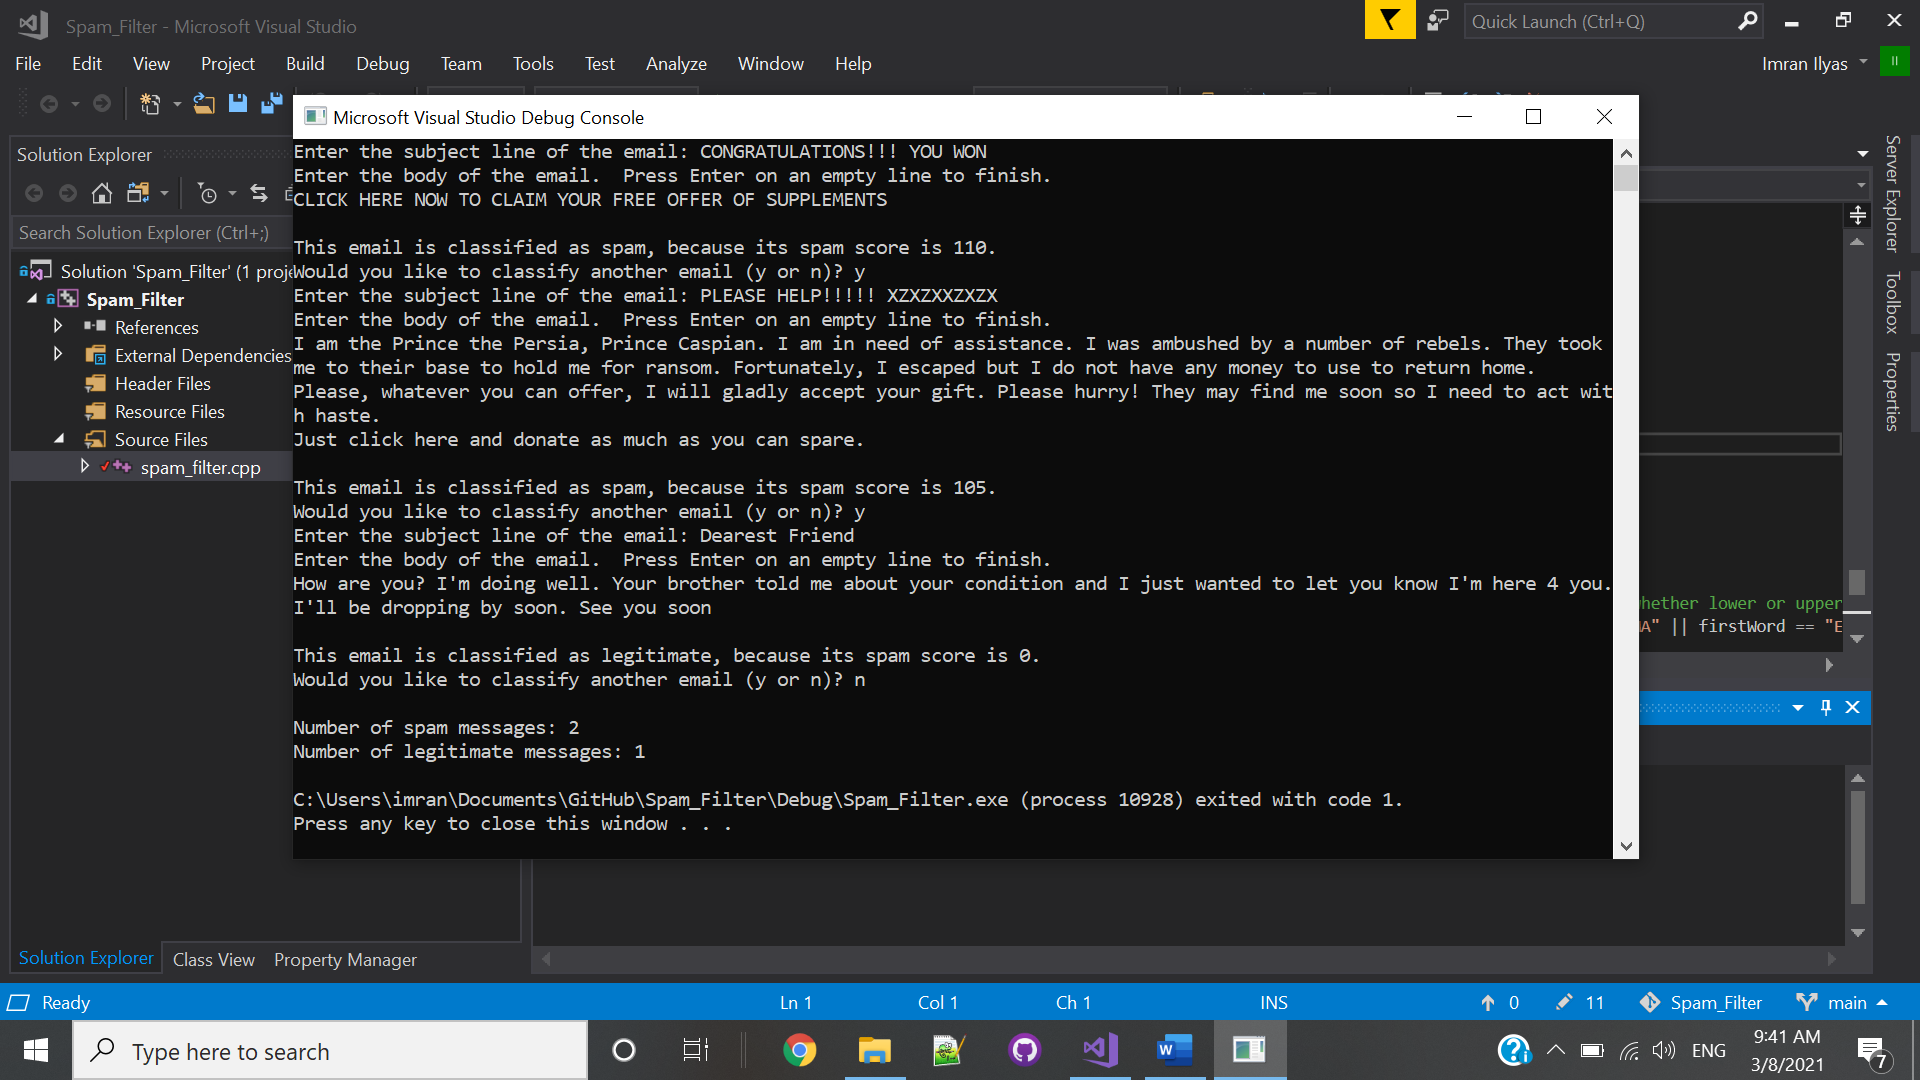 Spam_Filter - Microsoft Visual Studio
Quick Launch (Ctrl+Q)
File Edit View Project Build Debug Team Tools Test Analyze Window Help
Imran Ilyas II
Microsoft Visual Studio Debug Console
Solution Explorer
Search Solution Explorer (Ctrl+;)
Solution 'Spam_Filter' (1 proje
Spam_Filter
References
External Dependencies
Header Files
Resource Files
Source Files
spam_filter.cpp
Enter the subject line of the email: CONGRATULATIONS!!! YOU WON
Enter the body of the email.  Press Enter on an empty line to finish.
CLICK HERE NOW TO CLAIM YOUR FREE OFFER OF SUPPLEMENTS
This email is classified as spam, because its spam score is 110.
Would you like to classify another email (y or n)? y
Enter the subject line of the email: PLEASE HELP!!!!! XZXZXXZXZX
Enter the body of the email.  Press Enter on an empty line to finish.
I am the Prince the Persia, Prince Caspian. I am in need of assistance. I was ambushed by a number of rebels. They took
me to their base to hold me for ransom. Fortunately, I escaped but I do not have any money to use to return home.
Please, whatever you can offer, I will gladly accept your gift. Please hurry! They may find me soon so I need to act wit
h haste.
Just click here and donate as much as you can spare.
This email is classified as spam, because its spam score is 105.
Would you like to classify another email (y or n)? y
Enter the subject line of the email: Dearest Friend
Enter the body of the email.  Press Enter on an empty line to finish.
How are you? I'm doing well. Your brother told me about your condition and I just wanted to let you know I'm here 4 you.
I'll be dropping by soon. See you soon
This email is classified as legitimate, because its spam score is 0.
Would you like to classify another email (y or n)? n
Number of spam messages: 2
Number of legitimate messages: 1
C:\Users\imran\Documents\GitHub\Spam_Filter\Debug\Spam_Filter.exe (process 10928) exited with code 1.
Press any key to close this window . . .
Server Explorer
Toolbox
Properties
hether lower or upper
A" || firstWord == "E
Solution Explorer Class View Property Manager
Ready Ln 1 Col 1 Ch 1 INS 0 11 Spam_Filter main
Type here to search
ENG
9:41 AM
3/8/2021
7